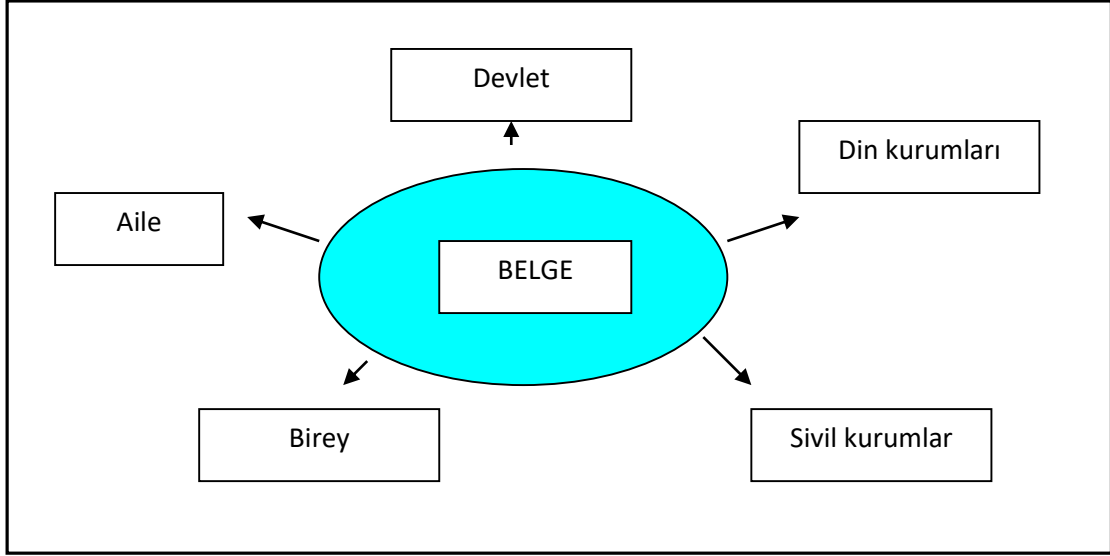 Devlet
Din kurumları
Aile
BELGE
Birey
Sivil kurumlar